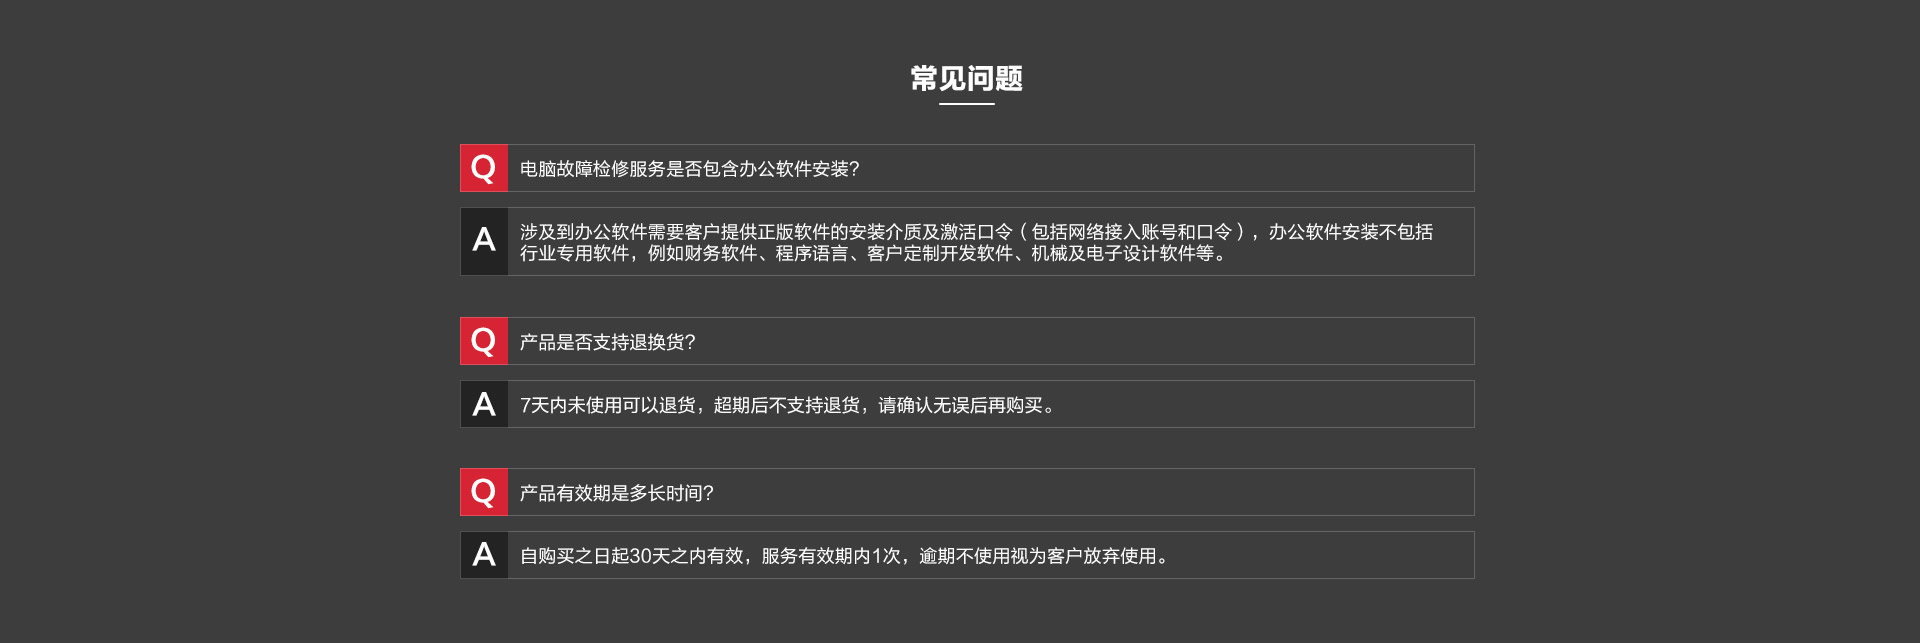 常见问题
Q 电脑故障检修服务是否包含办公软件安装?
A 涉及到办公软件需要客户提供正版软件的安装介质及激活口令（包括网络接入账号和口令），办公软件安装不包括
行业专用软件，例如财务软件、程序语言、客户定制开发软件、机械及电子设计软件等。
Q 产品是否支持退换货?
A 7天内未使用可以退货，超期后不支持退货，请确认无误后再购买。
Q 产品有效期是多长时间?
A 自购买之日起30天之内有效，服务有效期内1次，逾期不使用视为客户放弃使用。